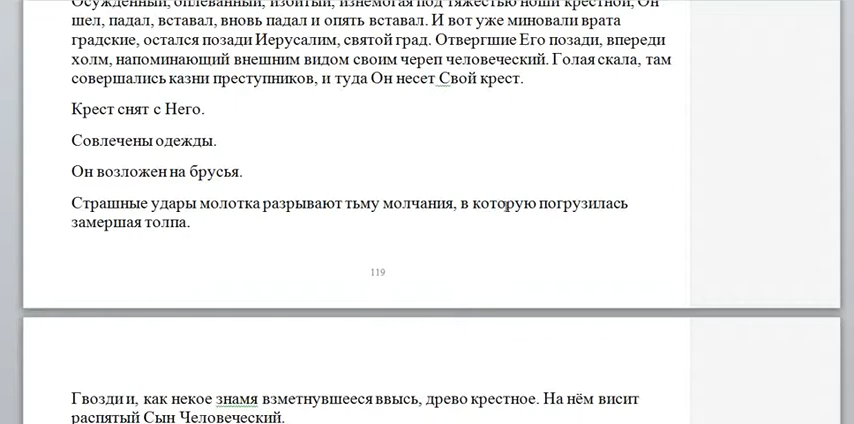 Осужденный, оплеванный, избитый, изнемогая под тяжестью ноши крестной, Он
шел, падал, вставал, вновь падал и опять вставал. И вот уже миновали врата
градские, остался позади Иерусалим, святой град. Отвергшие Его позади, впереди
холм, напоминающий внешним видом своим череп человеческий. Голая скала, там
совершались казни преступников, и туда Он несет Свой крест.
Крест снят с Него.
Совлечены одежды.
Он возложен на брусья.
Страшные удары молотка разрывают тьму молчания, в которую погрузилась
замершая толпа.
119
Гвозди и, как некое знамя взметнувшееся ввысь, древо крестное. На нём висит
распятый Сын Человеческий.